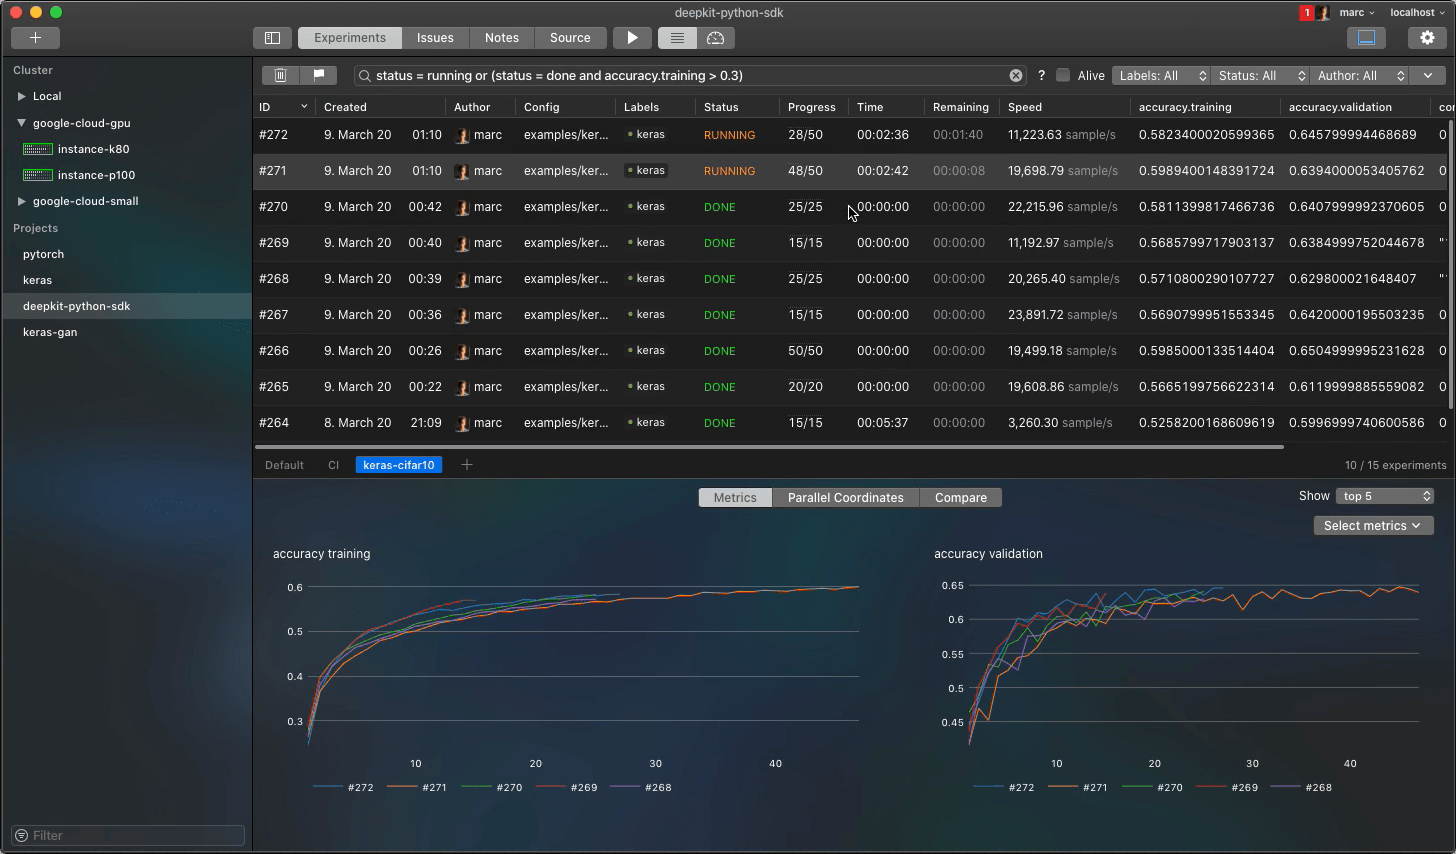 deepkit-python-sdk
1 marc localhost
Experiments Issues Notes Source
Cluster
Local
google-cloud-gpu
instance-k80
instance-p100
google-cloud-small
Projects
pytorch
keras
deepkit-python-sdk
keras-gan
Filter
status = running or (status = done and accuracy.training > 0.3)
? Alive Labels: All Status: All Author: All
ID Created Author Config Labels Status Progress Time Remaining Speed accuracy.training accuracy.validation
#272 9. March 20 01:10 marc examples/ker... keras RUNNING 28/50 00:02:36 00:01:40 11,223.63 sample/s 0.5823400020599365 0.645799994468689 0
#271 9. March 20 01:10 marc examples/ker... keras RUNNING 48/50 00:02:42 00:00:08 19,698.79 sample/s 0.5989400148391724 0.6394000053405762 0
#270 9. March 20 00:42 marc examples/ker... keras DONE 25/25 00:00:00 00:00:00 22,215.96 sample/s 0.5811399817466736 0.6407999992370605 0
#269 9. March 20 00:40 marc examples/ker... keras DONE 15/15 00:00:00 00:00:00 11,192.97 sample/s 0.5685799717903137 0.6384999752044678
#268 9. March 20 00:39 marc examples/ker... keras DONE 25/25 00:00:00 00:00:00 20,265.40 sample/s 0.5710800290107727 0.629800021648407
#267 9. March 20 00:36 marc examples/ker... keras DONE 15/15 00:00:00 00:00:00 23,891.72 sample/s 0.5690799951553345 0.6420000195503235 0
#266 9. March 20 00:26 marc examples/ker... keras DONE 50/50 00:00:00 00:00:00 19,499.18 sample/s 0.5985000133514404 0.6504999995231628 0
#265 9. March 20 00:22 marc examples/ker... keras DONE 20/20 00:00:00 00:00:00 19,608.86 sample/s 0.5665199756622314 0.6119999885559082 0
#264 8. March 20 21:09 marc examples/ker... keras DONE 15/15 00:05:37 00:00:00 3,260.30 sample/s 0.5258200168609619 0.5996999740600586 0
Default CI keras-cifar10 + 10 / 15 experiments
Metrics Parallel Coordinates Compare
Show top 5
Select metrics
accuracy training
0.6
0.5
0.4
0.3
10 20 30 40
#272 #271 #270 #269 #268
accuracy validation
0.65
0.6
0.55
0.5
0.45
10 20 30 40
#272 #271 #270 #269 #268